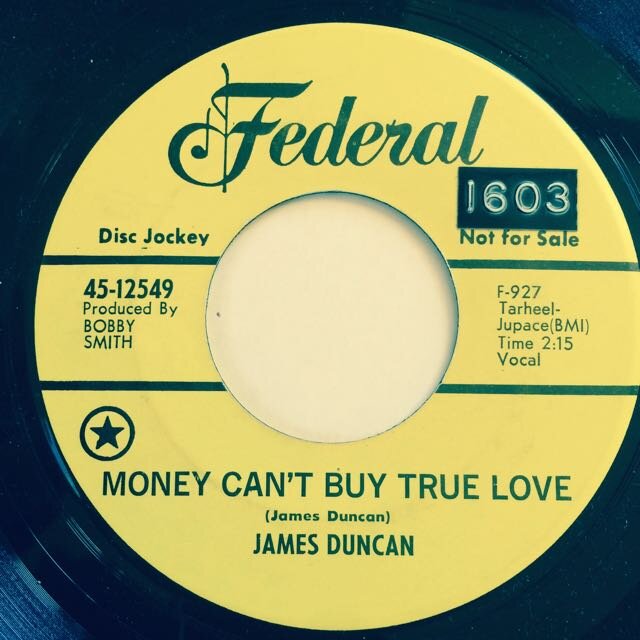 Federal
1603
Disc Jockey
Not for Sale
45-12549
Produced By
BOBBY
SMITH
F-927
Tarheel-
Jupace(BMI)
Time 2:15
Vocal
MONEY CAN'T BUY TRUE LOVE
(James Duncan)
JAMES DUNCAN